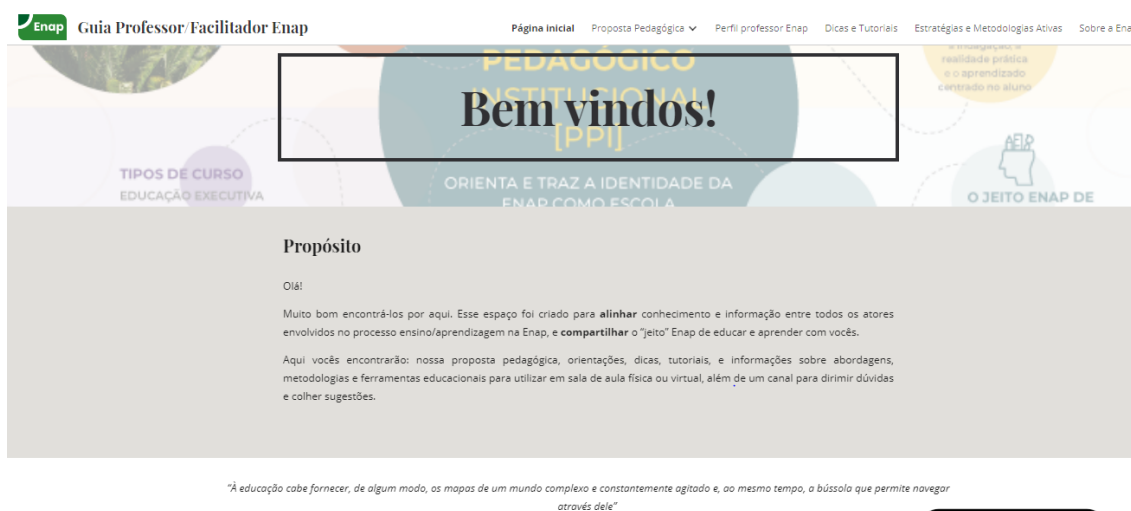 Enap Guia Professor/Facilitador Enap
Página inicial Proposta Pedagógica Perfil professor Enap Dicas e Tutoriais Estratégias e Metodologias Ativas Sobre a Ena
PEDAGÓGICO
INSTITUCIONAL
[PPI]
Bem vindos!
a indagação, a
realidade prática
e o aprendizado
centrado no aluno
TIPOS DE CURSO
EDUCAÇÃO EXECUTIVA
ORIENTA E TRAZ A IDENTIDADE DA
ENAP COMO ESCOLA
O JEITO ENAP DE
Propósito
Olá!
Muito bom encontrá-los por aqui. Esse espaço foi criado para alinhar conhecimento e informação entre todos os atores
envolvidos no processo ensino/aprendizagem na Enap, e compartilhar o “jeito” Enap de educar e aprender com vocês.
Aqui vocês encontrarão: nossa proposta pedagógica, orientações, dicas, tutoriais, e informações sobre abordagens,
metodologias e ferramentas educacionais para utilizar em sala de aula física ou virtual, além de um canal para dirimir dúvidas
e colher sugestões.
“À educação cabe fornecer, de algum modo, os mapas de um mundo complexo e constantemente agitado e, ao mesmo tempo, a bússola que permite navegar
através dele”